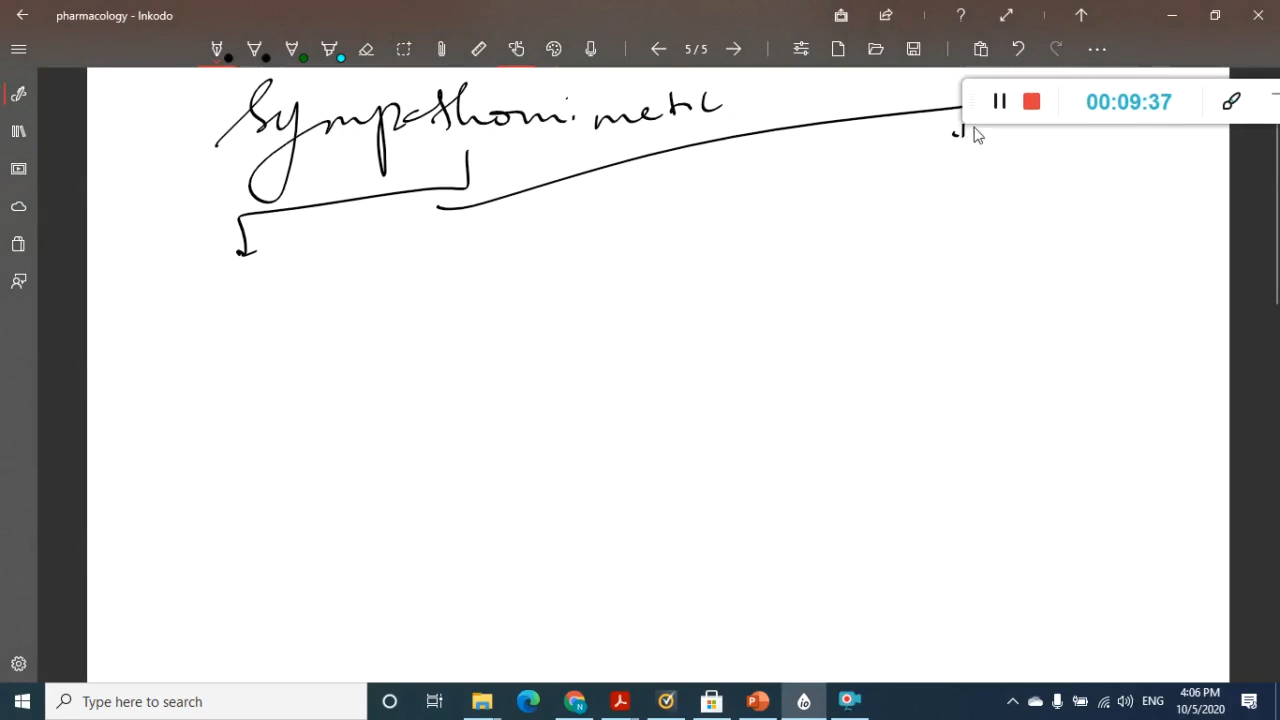 pharmacology - Inkodo
5/5
Sympathomimetic
00:09:37
Type here to search
ENG
4:06 PM
10/5/2020